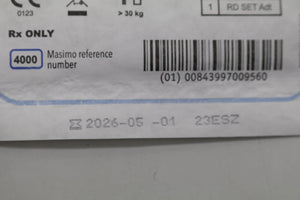 0123
> 30 kg
1 RD SET Adt
Rx ONLY
4000 Masimo reference
number
(01) 00843997009560
2026-05 -01 23ESZ